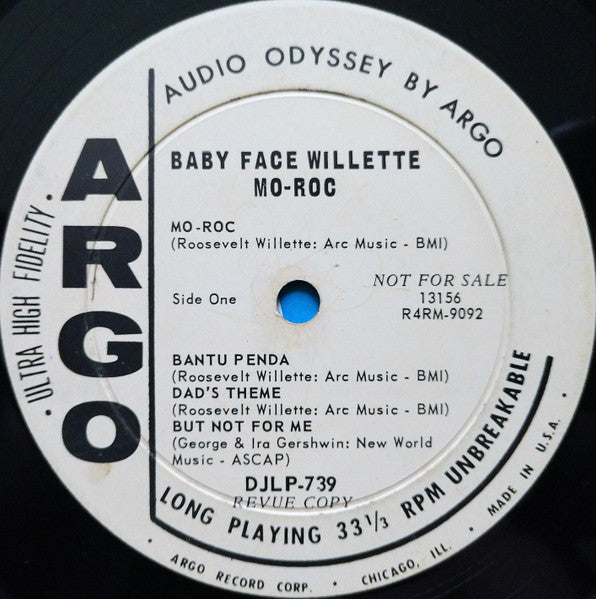 AUDIO ODYSSEY BY ARGO
ARGO
• ULTRA HIGH FIDELITY •
BABY FACE WILLETTE
MO-ROC
MO-ROC
(Roosevelt Willette: Arc Music - BMI)
Side One
NOT FOR SALE
13156
R4RM-9092
BANTU PENDA
(Roosevelt Willette: Arc Music - BMI)
DAD'S THEME
(Roosevelt Willette: Arc Music - BMI)
BUT NOT FOR ME
(George & Ira Gershwin: New World
Music - ASCAP)
DJLP-739
REVUE COPY
LONG PLAYING 33 1/3 RPM UNBREAKABLE
ARGO RECORD CORP. • CHICAGO, ILL. • MADE IN U.S.A. •